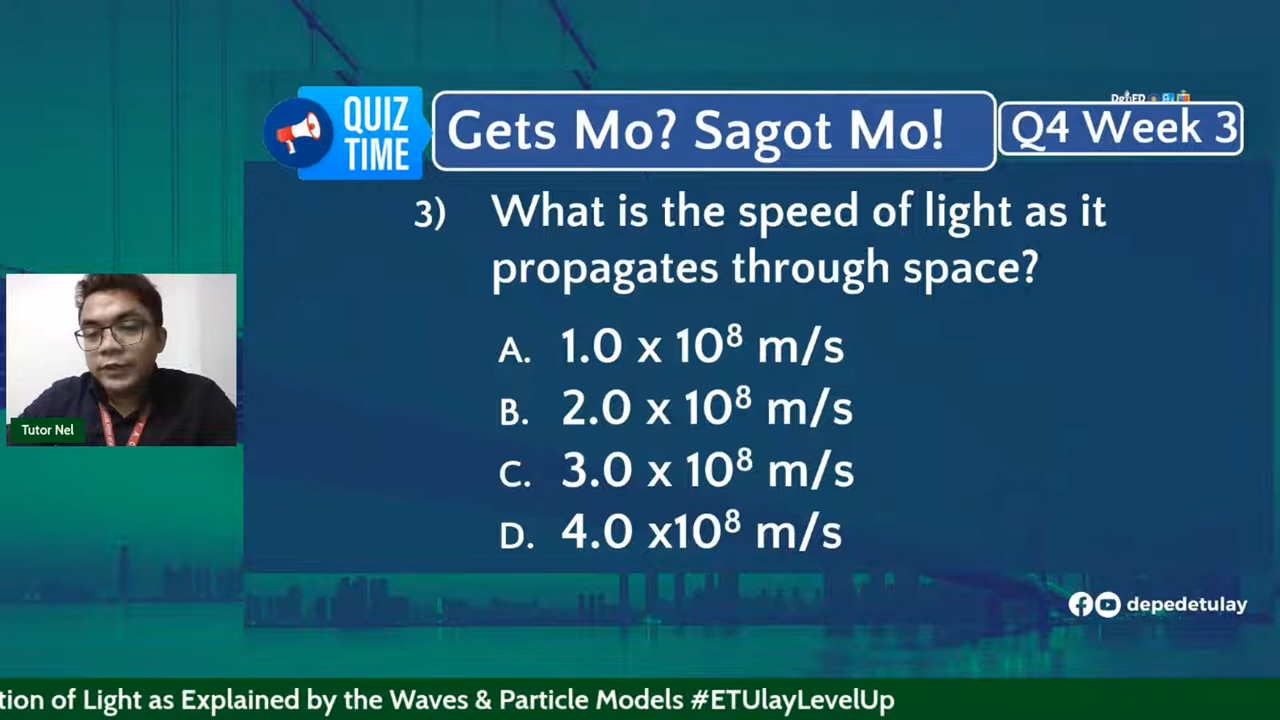 DepED
QUIZ
TIME
Gets Mo? Sagot Mo!
Q4 Week 3
3) What is the speed of light as it
propagates through space?
A. 1.0 x 10⁸ m/s
B. 2.0 x 10⁸ m/s
C. 3.0 x 10⁸ m/s
D. 4.0 x10⁸ m/s
Tutor Nel
depedetulay
tion of Light as Explained by the Waves & Particle Models #ETUlayLevelUp